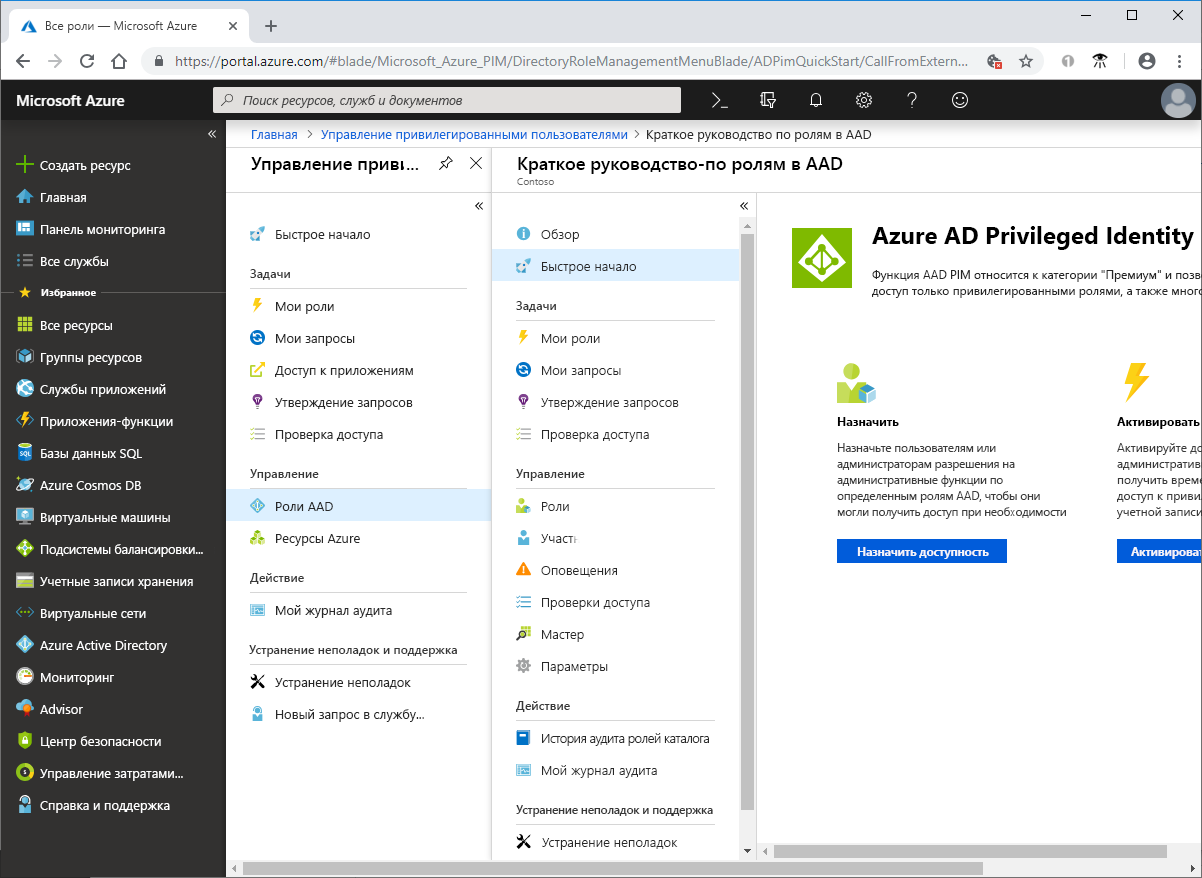 Все роли — Microsoft Azure
https://portal.azure.com/#blade/Microsoft_Azure_PIM/DirectoryRoleManagementMenuBlade/ADPimQuickStart/CallFromExtern...
Microsoft Azure
Поиск ресурсов, служб и документов
Создать ресурс
Главная
Панель мониторинга
Все службы
Избранное
Все ресурсы
Группы ресурсов
Службы приложений
Приложения-функции
Базы данных SQL
Azure Cosmos DB
Виртуальные машины
Подсистемы балансировки...
Учетные записи хранения
Виртуальные сети
Azure Active Directory
Мониторинг
Advisor
Центр безопасности
Управление затратами...
Справка и поддержка
Главная > Управление привилегированными пользователями > Краткое руководство по ролям в AAD
Управление приви...
Быстрое начало
Задачи
Мои роли
Мои запросы
Доступ к приложениям
Утверждение запросов
Проверка доступа
Управление
Роли AAD
Ресурсы Azure
Действие
Мой журнал аудита
Устранение неполадок и поддержка
Устранение неполадок
Новый запрос в службу...
Краткое руководство-по ролям в AAD
Contoso
Обзор
Быстрое начало
Задачи
Мои роли
Мои запросы
Утверждение запросов
Проверка доступа
Управление
Роли
Участ
Оповещения
Проверки доступа
Мастер
Параметры
Действие
История аудита ролей каталога
Мой журнал аудита
Устранение неполадок и поддержка
Устранение неполадок
Azure AD Privileged Identity
Функция AAD PIM относится к категории "Премиум" и позв
доступ только привилегированными ролями, а также мног
Назначить
Назначьте пользователям или
администраторам разрешения на
административные функции по
определенным ролям AAD, чтобы они
могли получить доступ при необходимости
Назначить доступность
Активировать
Активируйте до
административ
получить време
доступ к приви
учетной записи
Активироват